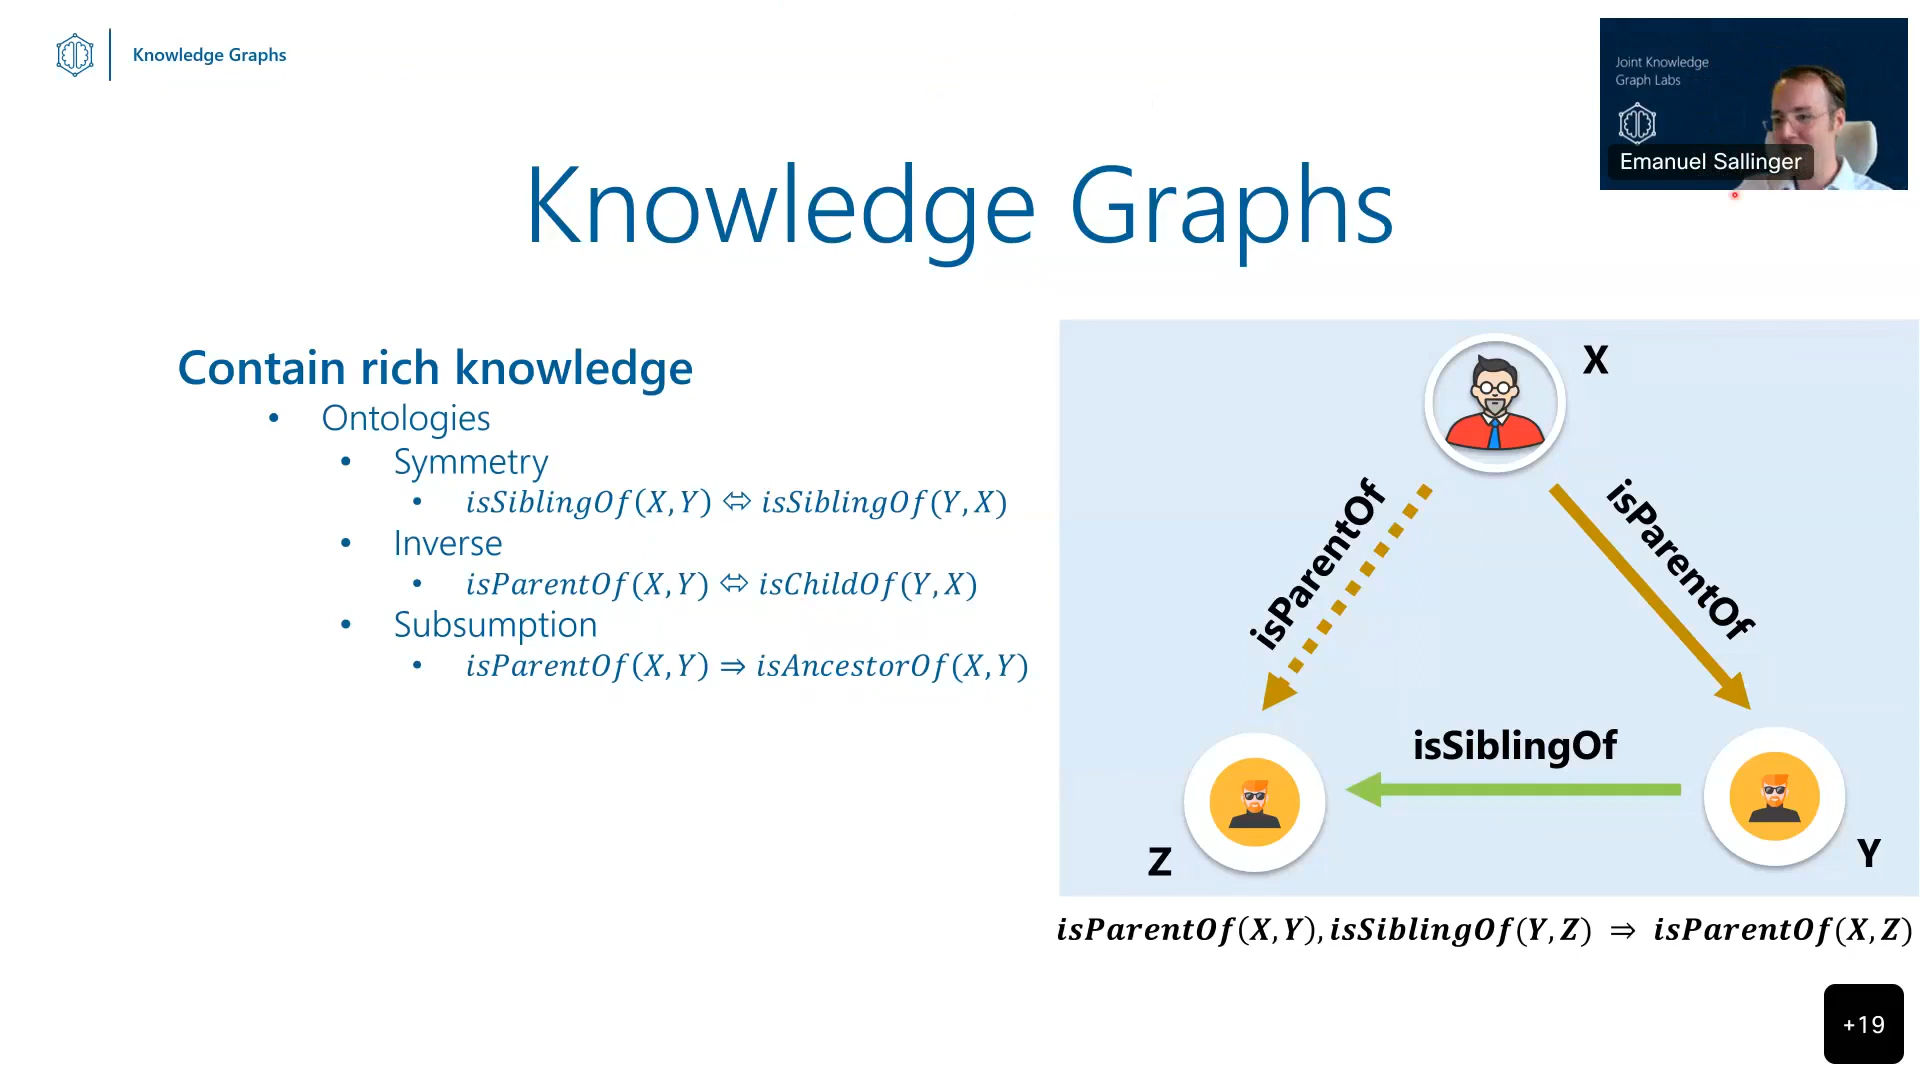 Knowledge Graphs
Joint Knowledge
Graph Labs
Emanuel Sallinger
Knowledge Graphs
Contain rich knowledge
• Ontologies
• Symmetry
• isSiblingOf(X,Y) ⇔ isSiblingOf(Y,X)
• Inverse
• isParentOf(X,Y) ⇔ isChildOf(Y,X)
• Subsumption
• isParentOf(X,Y) ⇒ isAncestorOf(X,Y)
X
isParentOf
isParentOf
isSiblingOf
Z
Y
isParentOf(X,Y),isSiblingOf(Y,Z) ⇒ isParentOf(X,Z)
+19